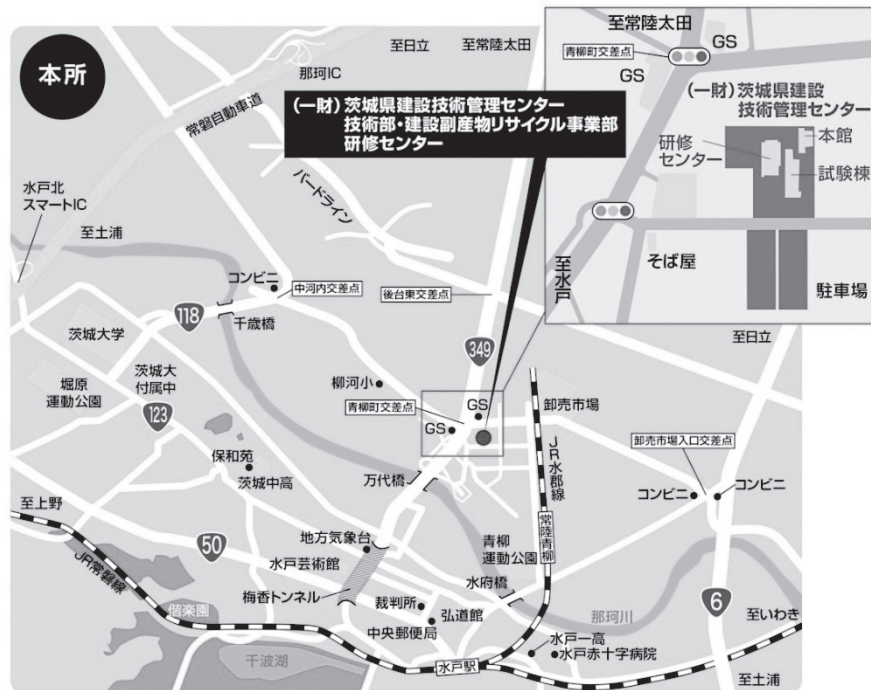 本所
至日立
至常陸太田
那珂IC
常磐自動車道
(一財)茨城県建設技術管理センター
技術部・建設副産物リサイクル事業部
研修センター
至常陸太田
青柳町交差点
GS
GS
(一財)茨城県建設
技術管理センター
本館
研修
センター
試験棟
そば屋
至水戸
駐車場
水戸北
スマートIC
至土浦
バードライン
コンビニ
中河内交差点
後台東交差点
118
千歳橋
茨城大学
349
至日立
堀原
運動公園
茨城大
付属中
123
柳河小
青柳町交差点
GS
GS
卸売市場
JR水郡線
卸売市場入口交差点
保和苑
茨城中高
万代橋
コンビニ
コンビニ
至上野
JR常磐線
50
地方気象台
水戸芸術館
青柳
運動公園
常陸青柳
水府橋
梅香トンネル
裁判所
弘道館
中央郵便局
那珂川
6
至いわき
偕楽園
千波湖
水戸駅
水戸一高
水戸赤十字病院
至土浦